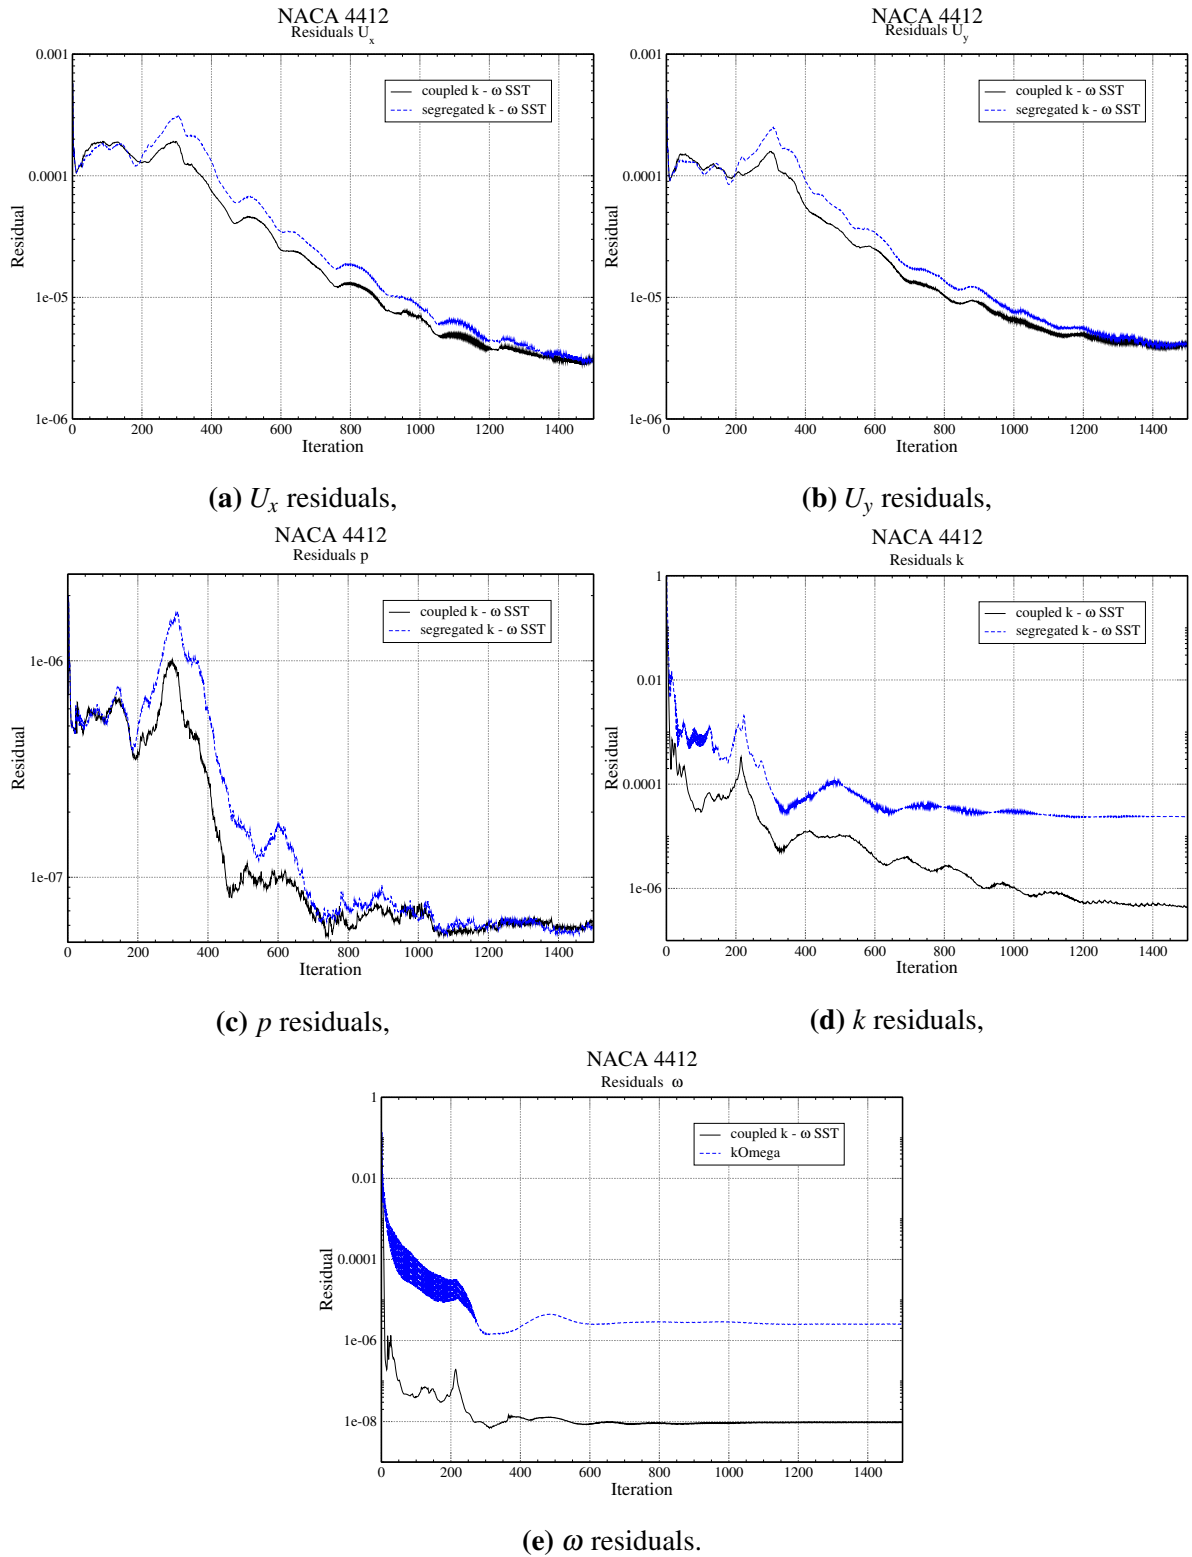 NACA 4412
Residuals U_x
0.001
0.0001
1e-05
1e-06
Residual
coupled k - ω SST
segregated k - ω SST
0 200 400 600 800 1000 1200 1400
Iteration
(a) U_x residuals,
NACA 4412
Residuals U_y
0.001
0.0001
1e-05
1e-06
Residual
coupled k - ω SST
segregated k - ω SST
0 200 400 600 800 1000 1200 1400
Iteration
(b) U_y residuals,
NACA 4412
Residuals p
1e-06
1e-07
Residual
coupled k - ω SST
segregated k - ω SST
0 200 400 600 800 1000 1200 1400
Iteration
(c) p residuals,
NACA 4412
Residuals k
1
0.01
0.0001
1e-06
Residual
coupled k - ω SST
segregated k - ω SST
0 200 400 600 800 1000 1200 1400
Iteration
(d) k residuals,
NACA 4412
Residuals ω
1
0.01
0.0001
1e-06
1e-08
Residual
coupled k - ω SST
kOmega
0 200 400 600 800 1000 1200 1400
Iteration
(e) ω residuals.